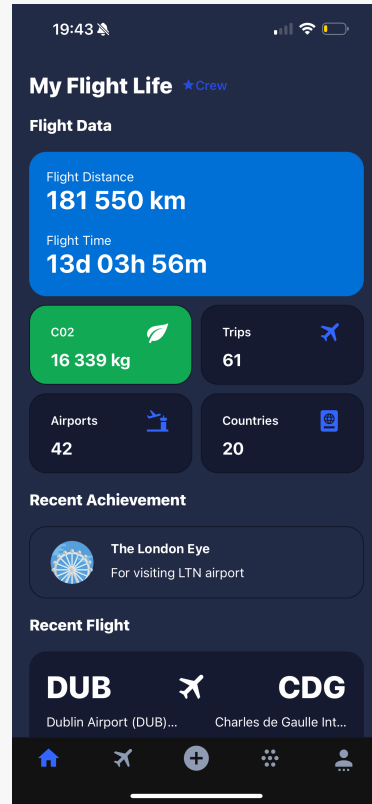 19:43
My Flight Life ★Crew
Flight Data
Flight Distance
181 550 km
Flight Time
13d 03h 56m
C02
16 339 kg
Trips
61
Airports
42
Countries
20
Recent Achievement
The London Eye
For visiting LTN airport
Recent Flight
DUB CDG
Dublin Airport (DUB)... Charles de Gaulle Int...